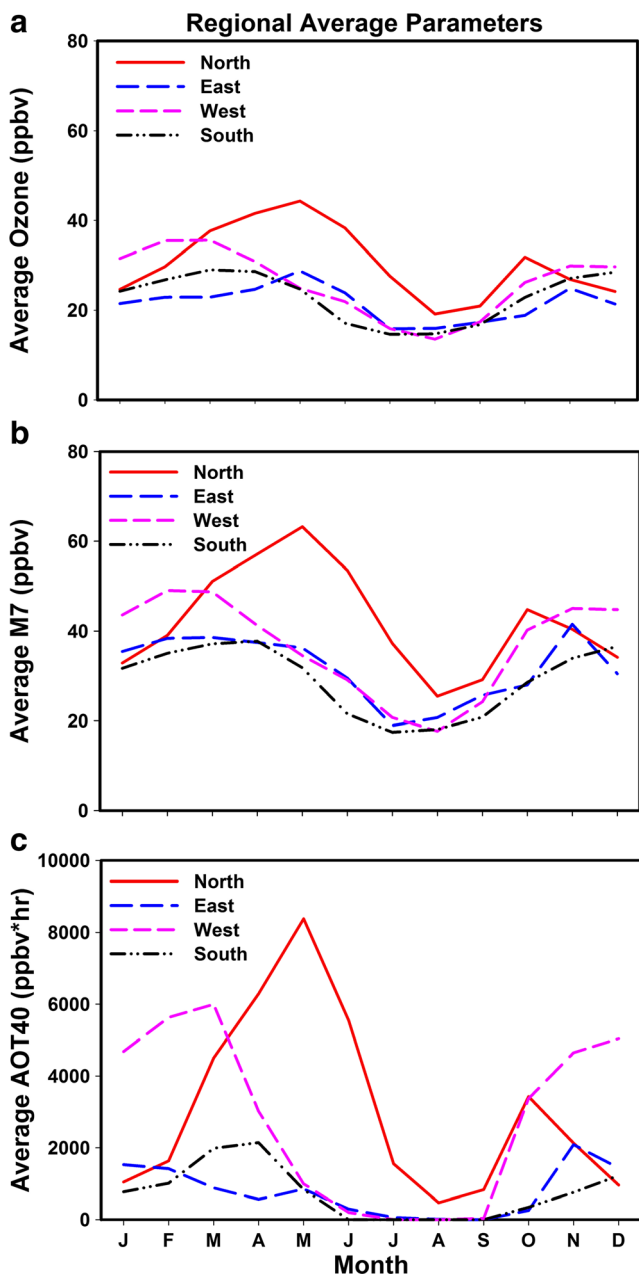 a
Regional Average Parameters
80
60
40
20
0
Average Ozone (ppbv)
North
East
West
South
b
80
60
40
20
0
Average M7 (ppbv)
North
East
West
South
c
10000
8000
6000
4000
2000
0
Average AOT40 (ppbv*hr)
North
East
West
South
J F M A M J J A S O N D
Month